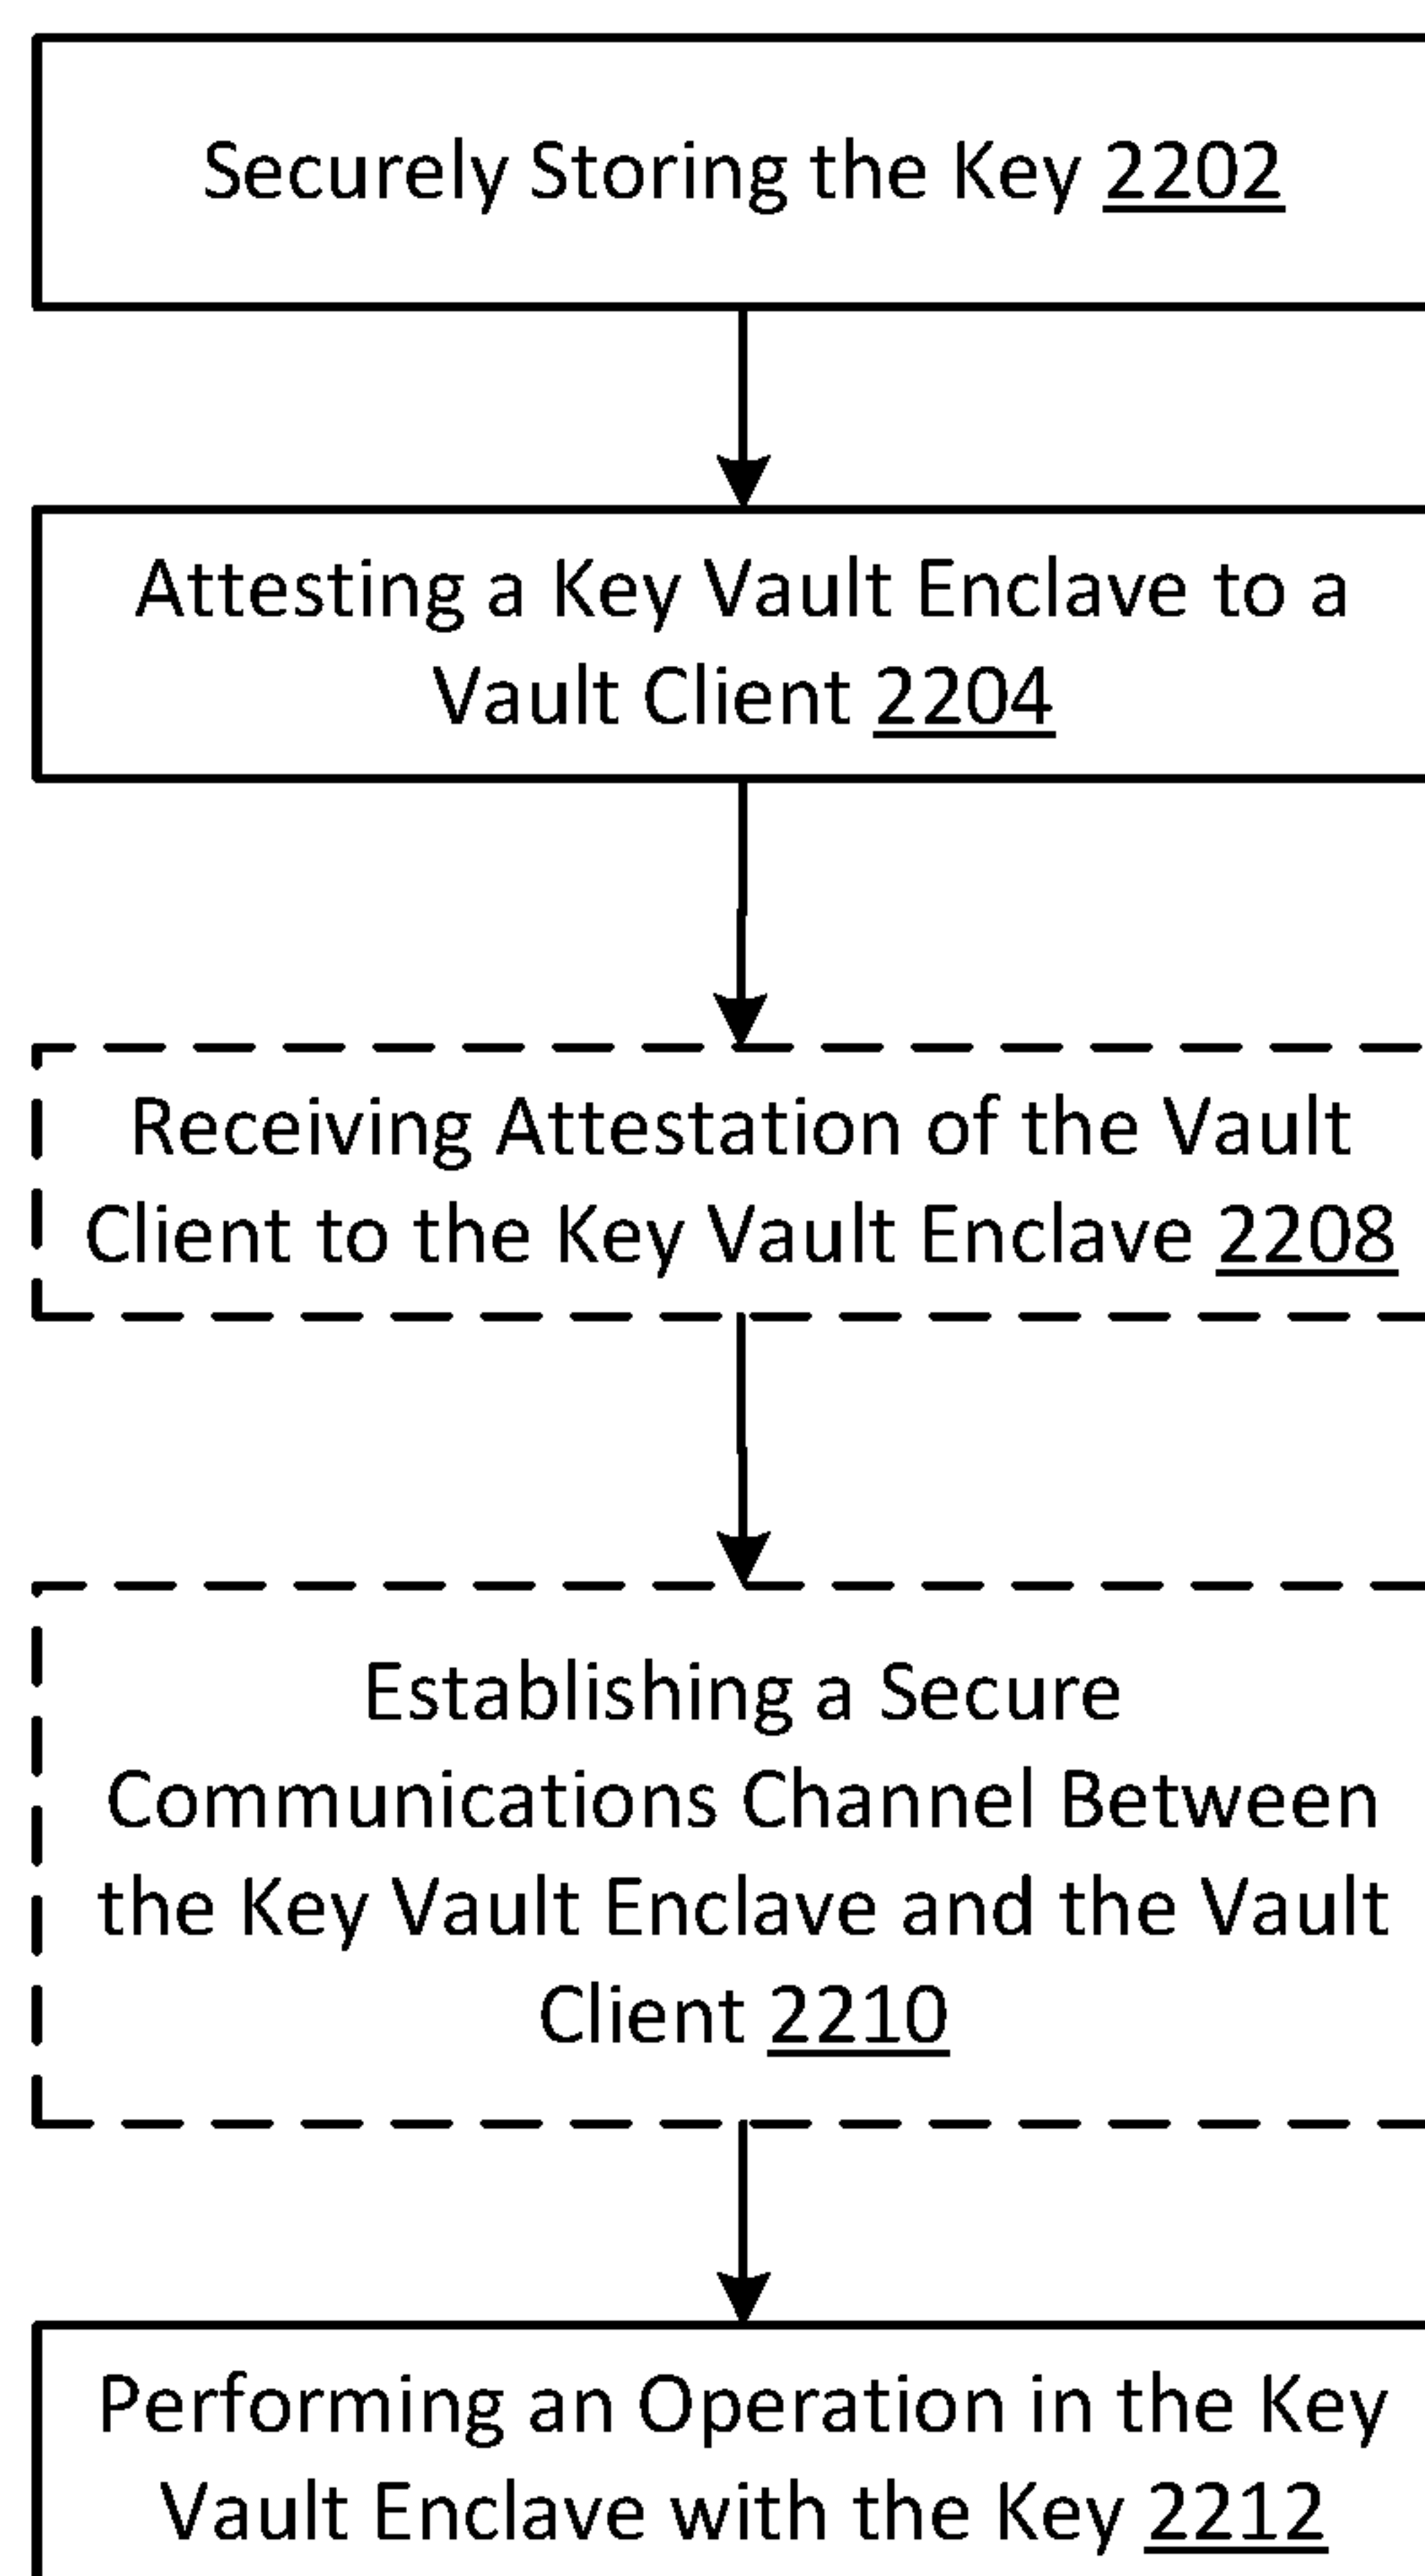 Securely Storing the Key 2202
Attesting a Key Vault Enclave to a
Vault Client 2204
Receiving Attestation of the Vault
Client to the Key Vault Enclave 2208
Establishing a Secure
Communications Channel Between
the Key Vault Enclave and the Vault
Client 2210
Performing an Operation in the Key
Vault Enclave with the Key 2212